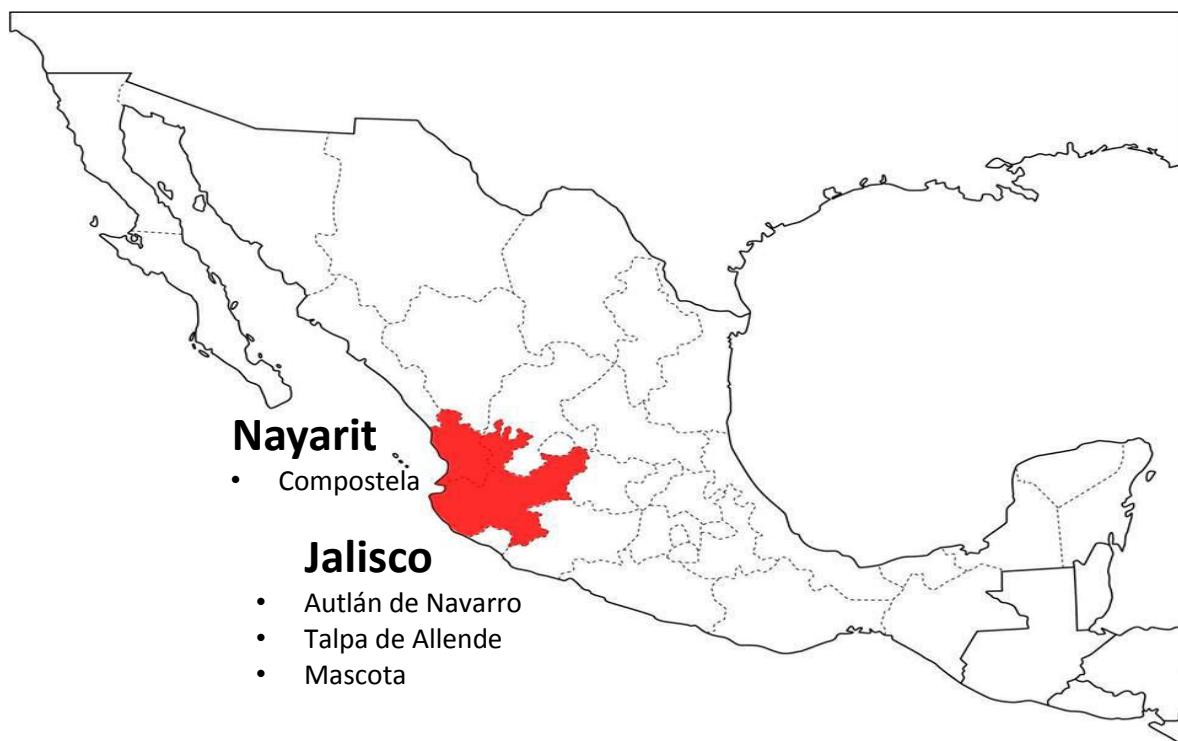 Nayarit
• Compostela
Jalisco
• Autlán de Navarro
• Talpa de Allende
• Mascota